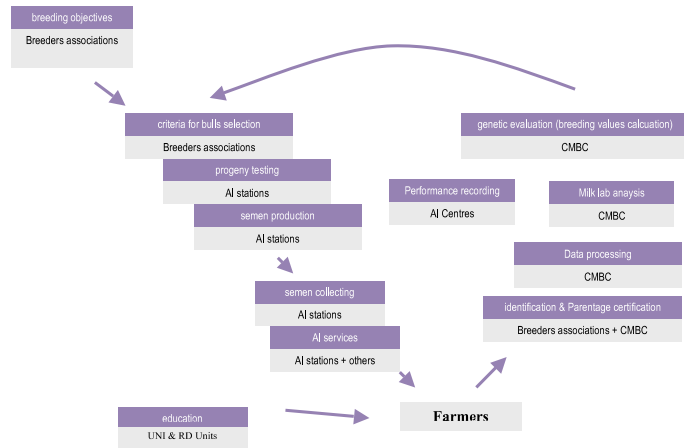 breeding objectives
Breeders associations
criteria for bulls selection
Breeders associations
progeny testing
AI stations
semen production
AI stations
semen collecting
AI stations
AI services
AI stations + others
genetic evaluation (breeding values calcuation)
CMBC
Performance recording
AI Centres
Milk lab anaysis
CMBC
Data processing
CMBC
identification & Parentage certification
Breeders associations + CMBC
Farmers
education
UNI & RD Units